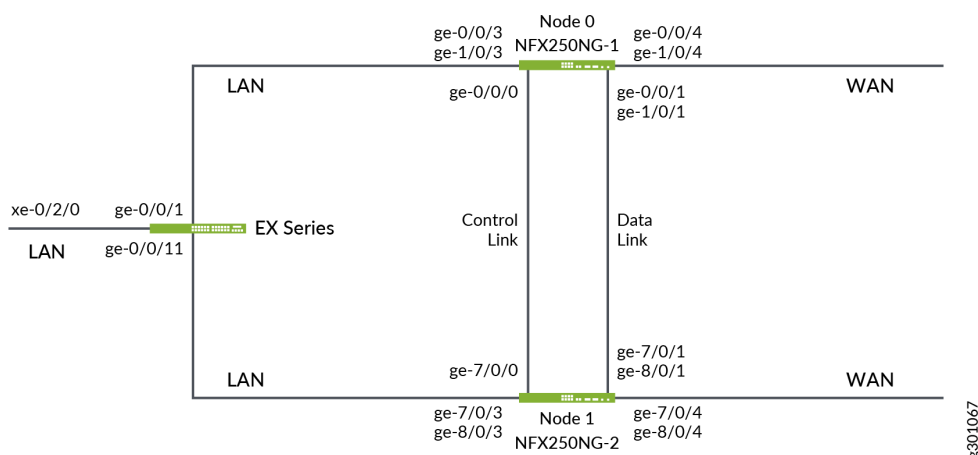 Node 0
NFX250NG-1
ge-0/0/3
ge-1/0/3
ge-0/0/4
ge-1/0/4
LAN
ge-0/0/0
ge-0/0/1
ge-1/0/1
WAN
xe-0/2/0
ge-0/0/1
EX Series
LAN
ge-0/0/11
Control
Link
Data
Link
LAN
ge-7/0/0
ge-7/0/1
ge-8/0/1
WAN
ge-7/0/3
ge-8/0/3
Node 1
NFX250NG-2
ge-7/0/4
ge-8/0/4